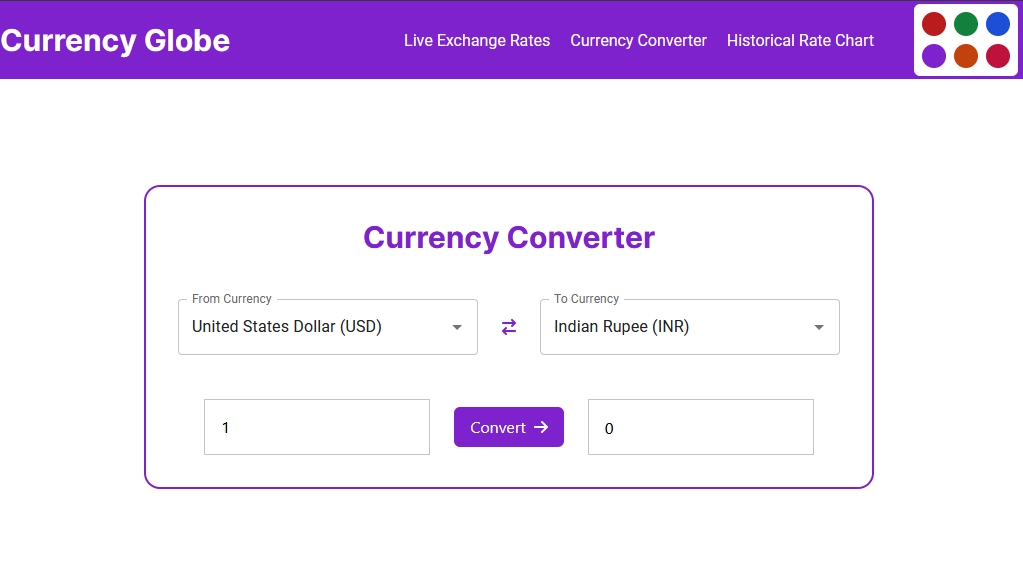 Currency Globe
Live Exchange Rates Currency Converter Historical Rate Chart
Currency Converter
From Currency To Currency
United States Dollar (USD) Indian Rupee (INR)
1 Convert 0